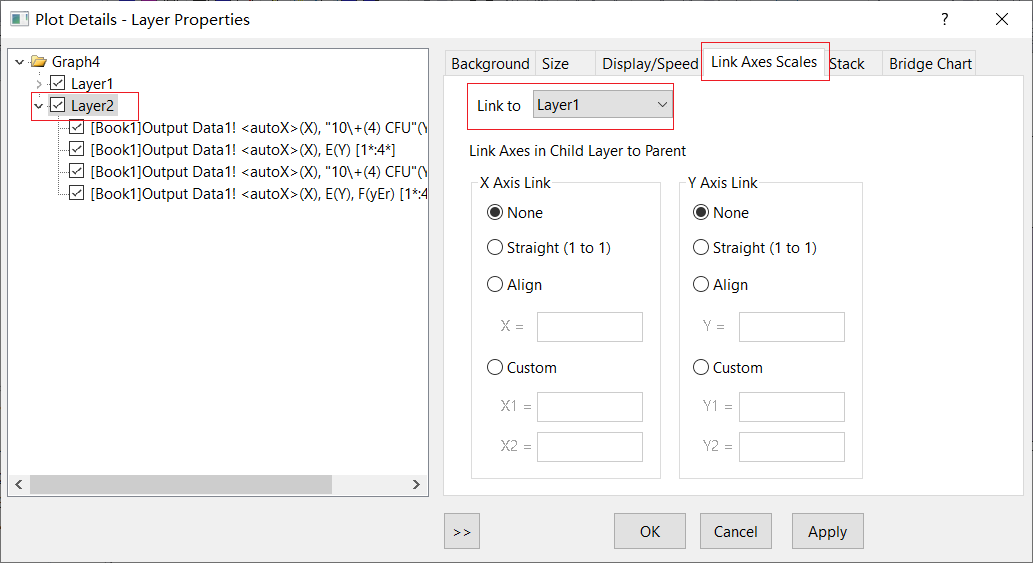 Plot Details - Layer Properties
?
Graph4
Layer1
Layer2
[Book1]Output Data1! <autoX>(X), "10\+(4) CFU"(Y
[Book1]Output Data1! <autoX>(X), E(Y) [1*:4*]
[Book1]Output Data1! <autoX>(X), "10\+(4) CFU"(Y
[Book1]Output Data1! <autoX>(X), E(Y), F(yEr) [1*:4
Background
Size
Display/Speed
Link Axes Scales
Stack
Bridge Chart
Link to
Layer1
Link Axes in Child Layer to Parent
X Axis Link
None
Straight (1 to 1)
Align
X =
Custom
X1 =
X2 =
Y Axis Link
None
Straight (1 to 1)
Align
Y =
Custom
Y1 =
Y2 =
>>
OK
Cancel
Apply